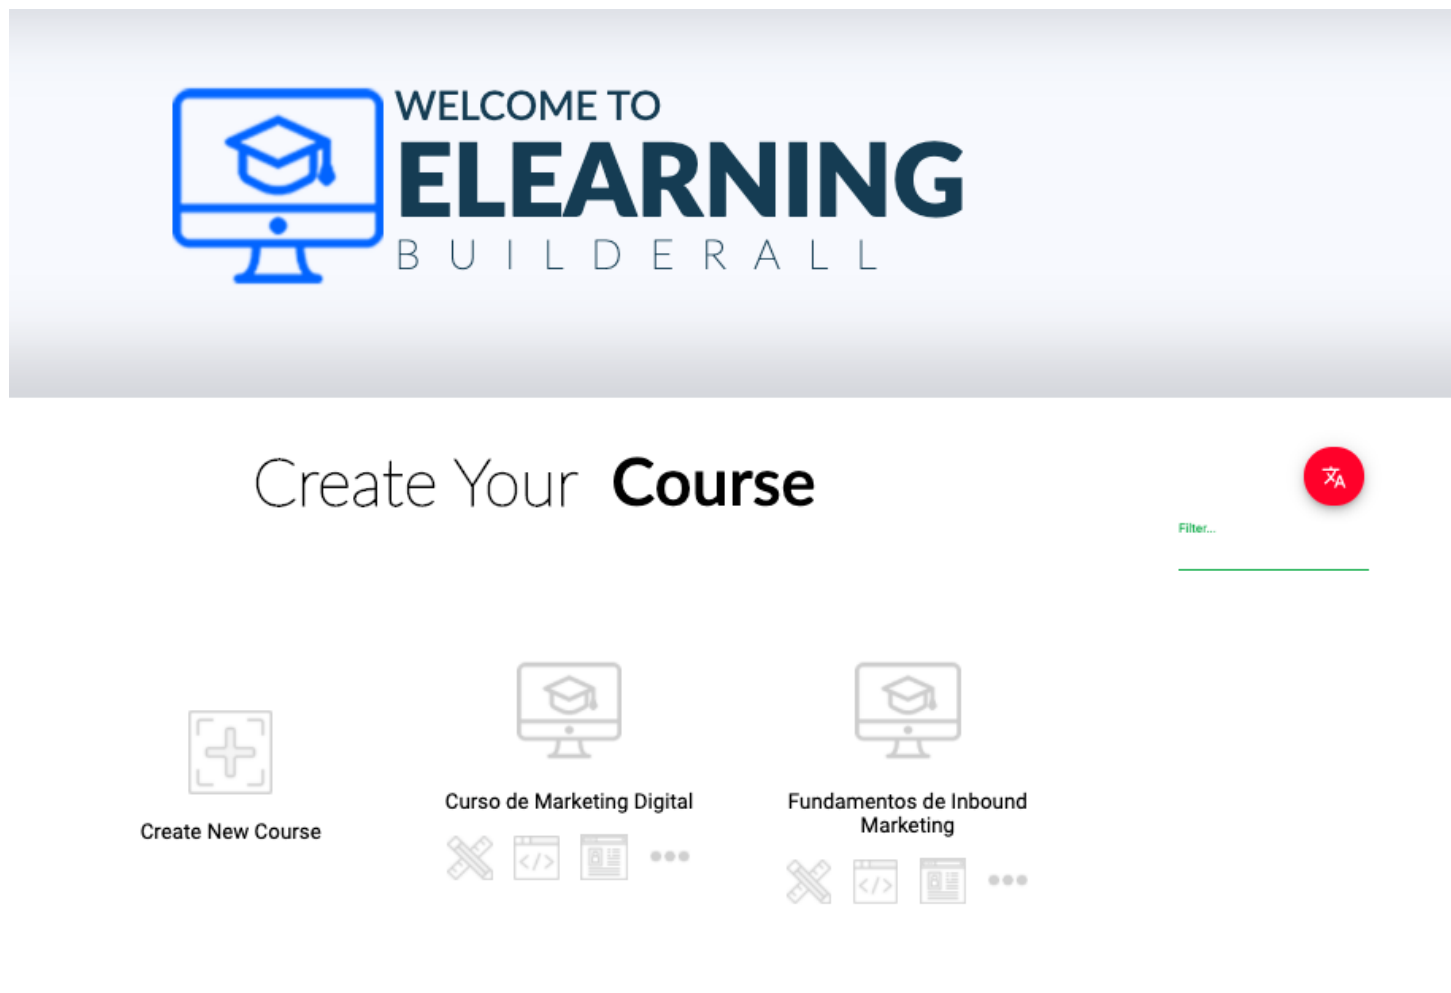 WELCOME TO
ELEARNING
BUILDERALL
Create Your Course
Filter...
Create New Course
Curso de Marketing Digital
Fundamentos de Inbound
Marketing